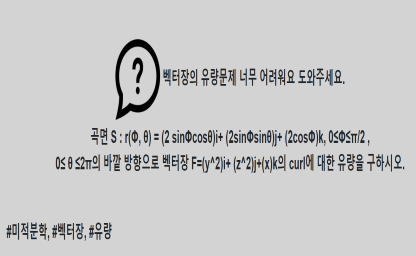 ?
벡터장의 유량문제 너무 어려워요 도와주세요.
곡면 S : r(Φ, θ) = (2 sinΦcosθ)i+ (2sinΦsinθ)j+ (2cosΦ)k, 0≤Φ≤π/2 ,
0≤ θ ≤2π의 바깥 방향으로 벡터장 F=(y^2)i+ (z^2)j+(x)k의 curl에 대한 유량을 구하시오.
#미적분학, #벡터장, #유량